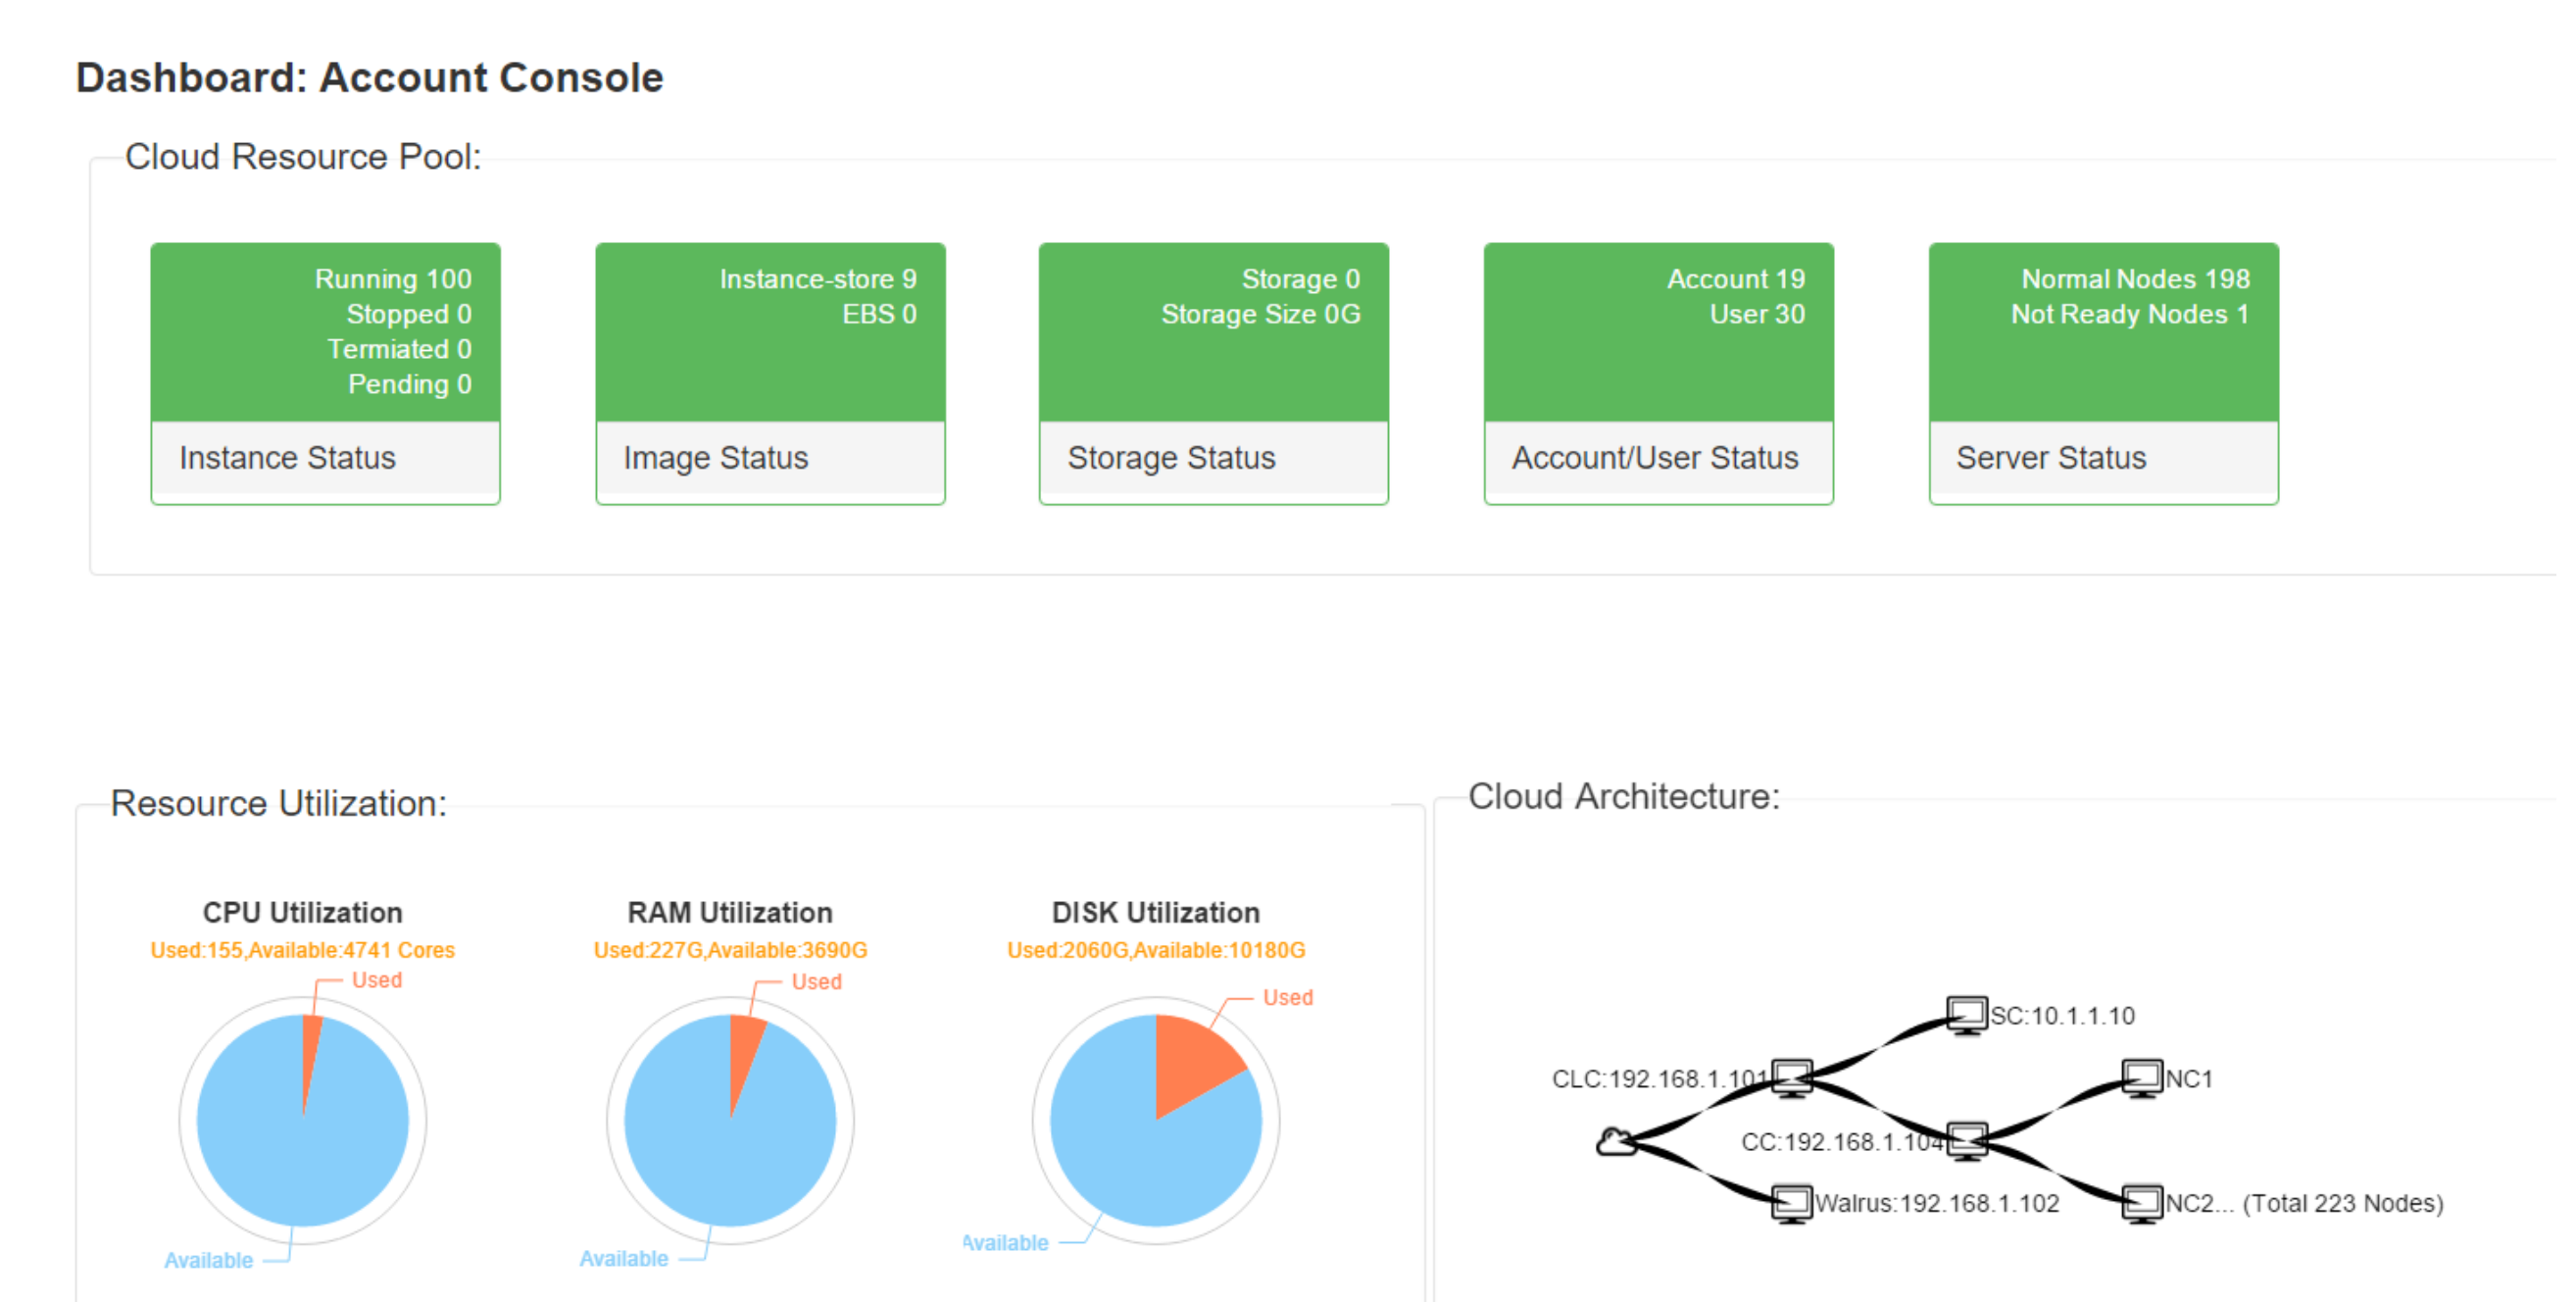 Dashboard: Account Console
Cloud Resource Pool:
Running 100
Stopped 0
Termiated 0
Pending 0
Instance Status
Instance-store 9
EBS 0
Image Status
Storage 0
Storage Size 0G
Storage Status
Account 19
User 30
Account/User Status
Normal Nodes 198
Not Ready Nodes 1
Server Status
Resource Utilization:
CPU Utilization
Used:155,Available:4741 Cores
Used
Available
RAM Utilization
Used:227G,Available:3690G
Used
Available
DISK Utilization
Used:2060G,Available:10180G
Used
Available
Cloud Architecture:
SC:10.1.1.10
CLC:192.168.1.101
NC1
CC:192.168.1.104
Walrus:192.168.1.102
NC2... (Total 223 Nodes)